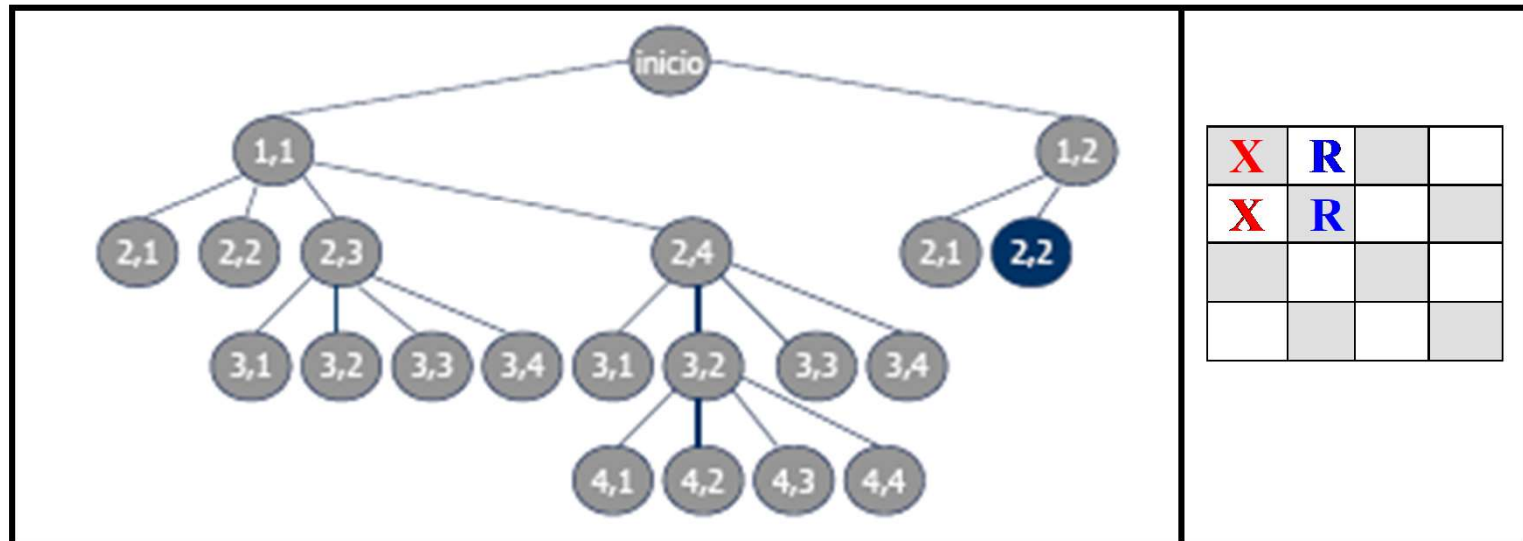 inicio
1,1 1,2
2,1 2,2 2,3 2,4 2,1 2,2
3,1 3,2 3,3 3,4 3,1 3,2 3,3 3,4
4,1 4,2 4,3 4,4
X R
X R